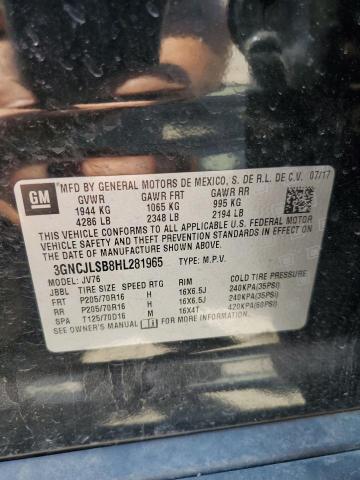 GM
MFD BY GENERAL MOTORS DE MEXICO, S. DE R.L. DE C.V. 07/17
GVWR GAWR FRT GAWR RR
1944 KG 1065 KG 995 KG
4286 LB 2348 LB 2194 LB
THIS VEHICLE CONFORMS TO ALL APPLICABLE U.S. FEDERAL MOTOR
VEHICLE SAFETY, BUMPER, AND THEFT PREVENTION STANDARDS
IN EFFECT ON THE DATE OF MANUFACTURE SHOWN ABOVE.
3GNCJLSB8HL281965 TYPE: M.P.V.
MODEL: JV76
JBBL TIRE SIZE SPEED RTG RIM COLD TIRE PRESSURE
FRT P205/70R16 H 16X6.5J 240KPA(35PSI)
RR P205/70R16 H 16X6.5J 240KPA(35PSI)
SPA T125/70D16 M 16X4T 420KPA(60PSI)
SEE OWNER'S MANUAL FOR MORE INFORMATION.